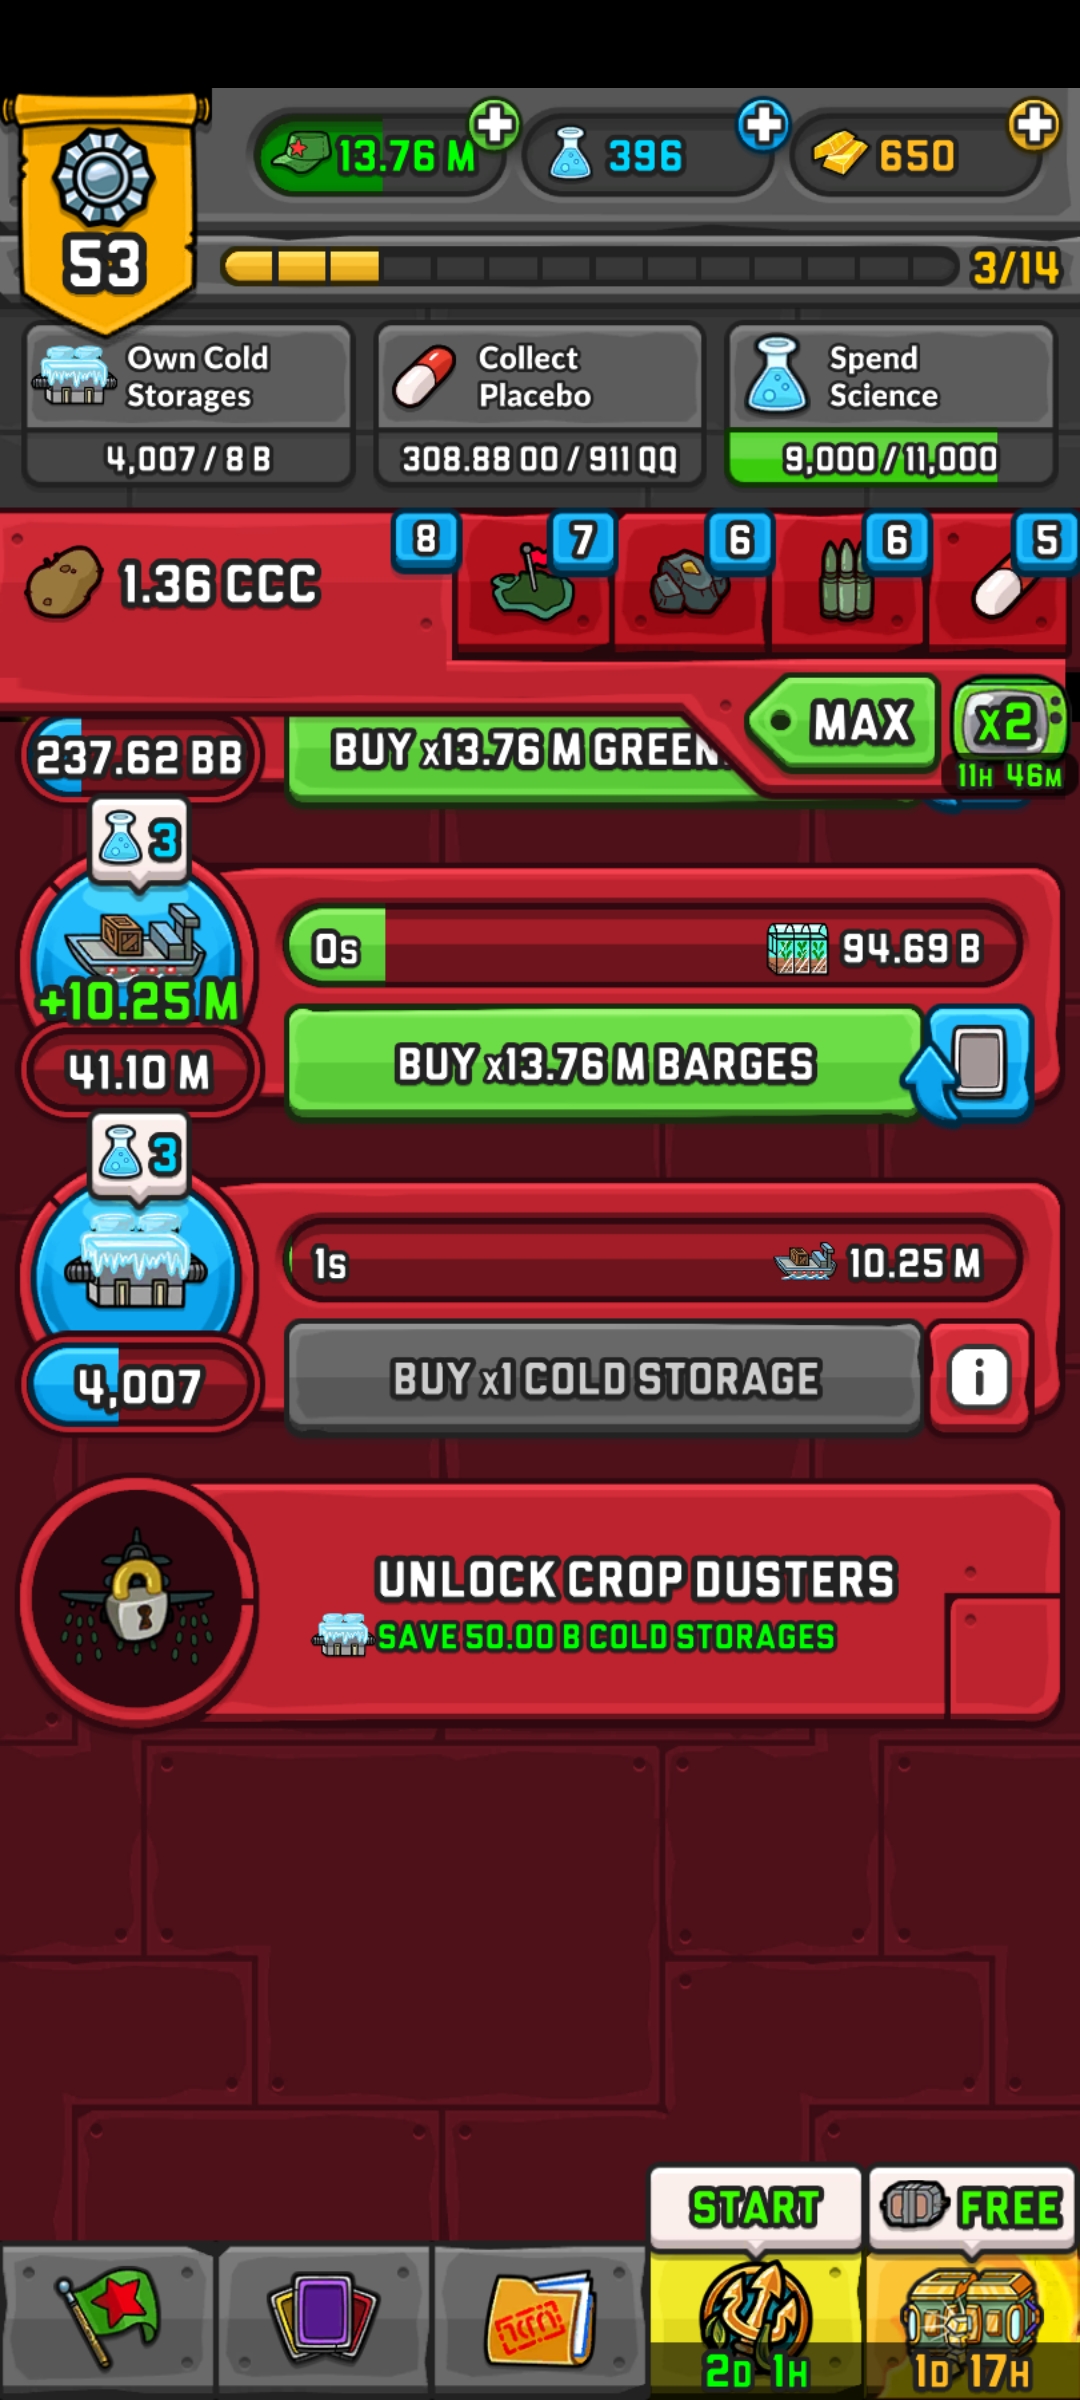 13.76 M
396
650
53
3/14
Own Cold
Storages
4,007 / 8 B
Collect
Placebo
308.88 OO / 911 QQ
Spend
Science
9,000 / 11,000
1.36 CCC
8
7
6
6
5
MAX
x2
11H 46M
237.62 BB
BUY x13.76 M GREEN
3
+10.25 M
41.10 M
0s
94.69 B
BUY x13.76 M BARGES
3
4,007
1s
10.25 M
BUY x1 COLD STORAGE
i
UNLOCK CROP DUSTERS
SAVE 50.00 B COLD STORAGES
START
FREE
2D 1H
1D 17H